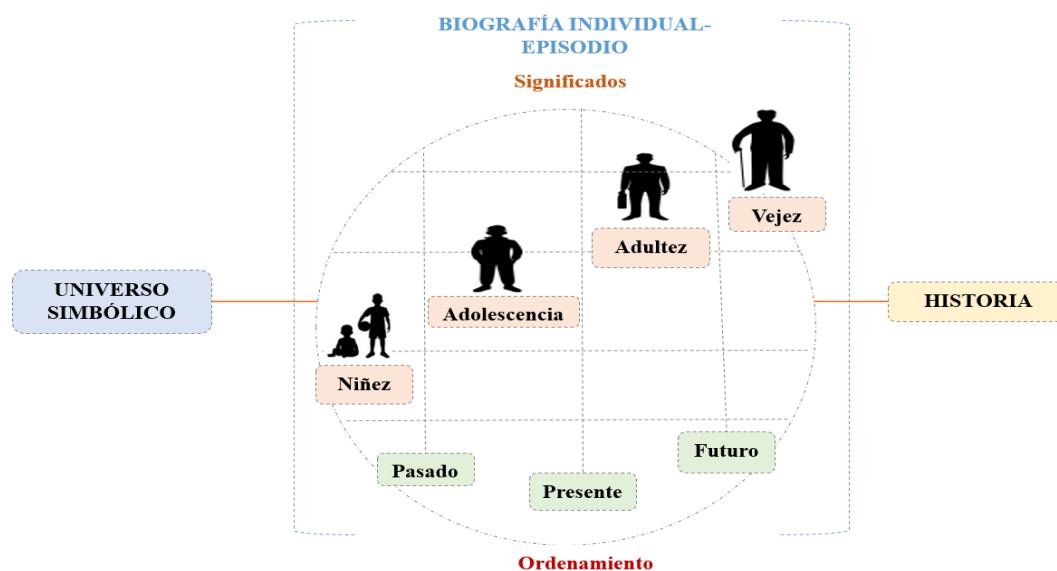 BIOGRAFÍA INDIVIDUAL-
EPISODIO
Significados
Vejez
Adultez
UNIVERSO
SIMBÓLICO
HISTORIA
Adolescencia
Niñez
Pasado
Presente
Futuro
Ordenamiento